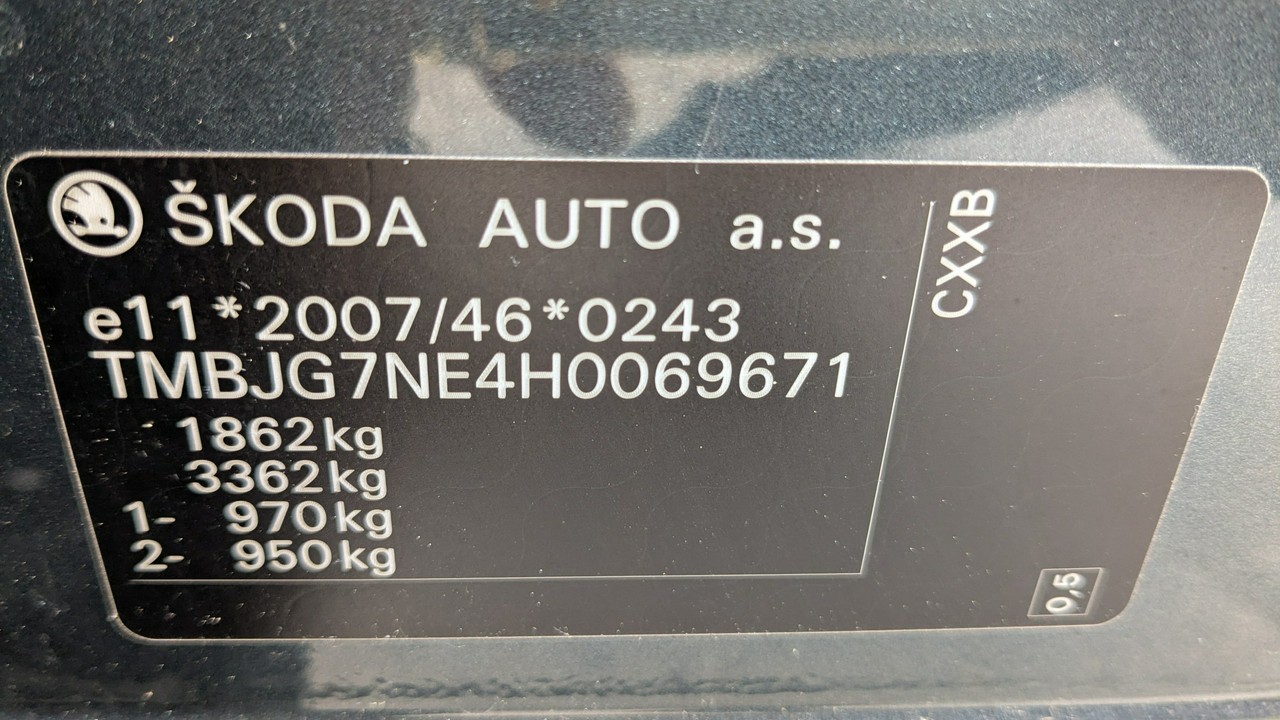 ŠKODA AUTO a.s.
e11*2007/46*0243
TMBJG7NE4H0069671
1862kg
3362kg
1- 970kg
2- 950kg
CXXB
0,5